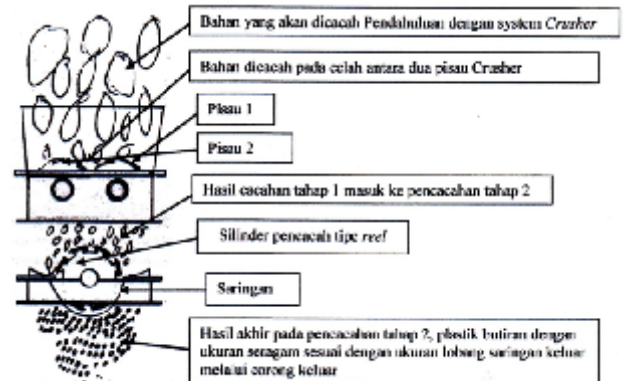 Bahan yang akan dicacah Pendahuluan dengan system Crusher
Bahan dicacah pada celah antara dua pisau Crusher
Pisau 1
Pisau 2
Hasil cacahan tahap 1 masuk ke pencacahan tahap 2
Silinder pencacah tipe reel
Saringan
Hasil akhir pada pencacahan tahap 2, plastik butiran dengan
ukuran seragam sesuai dengan ukuran lobang saringan keluar
melalui corong keluar